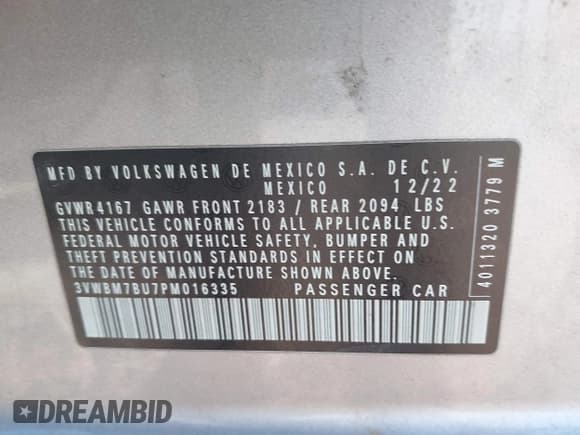 MFD BY VOLKSWAGEN DE MEXICO S.A. DE C.V.
MEXICO 12/22
GVWR4167 GAWR FRONT 2183 / REAR 2094 LBS
THIS VEHICLE CONFORMS TO ALL APPLICABLE U.S.
FEDERAL MOTOR VEHICLE SAFETY, BUMPER AND
THEFT PREVENTION STANDARDS IN EFFECT ON
THE DATE OF MANUFACTURE SHOWN ABOVE.
3VWBM7BU7PM016335 PASSENGER CAR
4011320 3779 M
DREAMBID